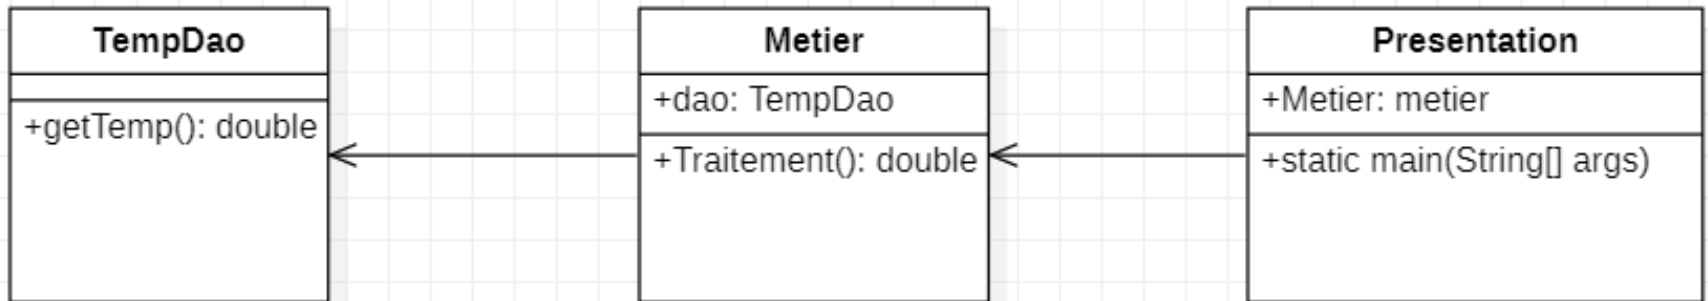 TempDao
+getTemp(): double
Metier
+dao: TempDao
+Traitement(): double
Presentation
+Metier: metier
+static main(String[] args)